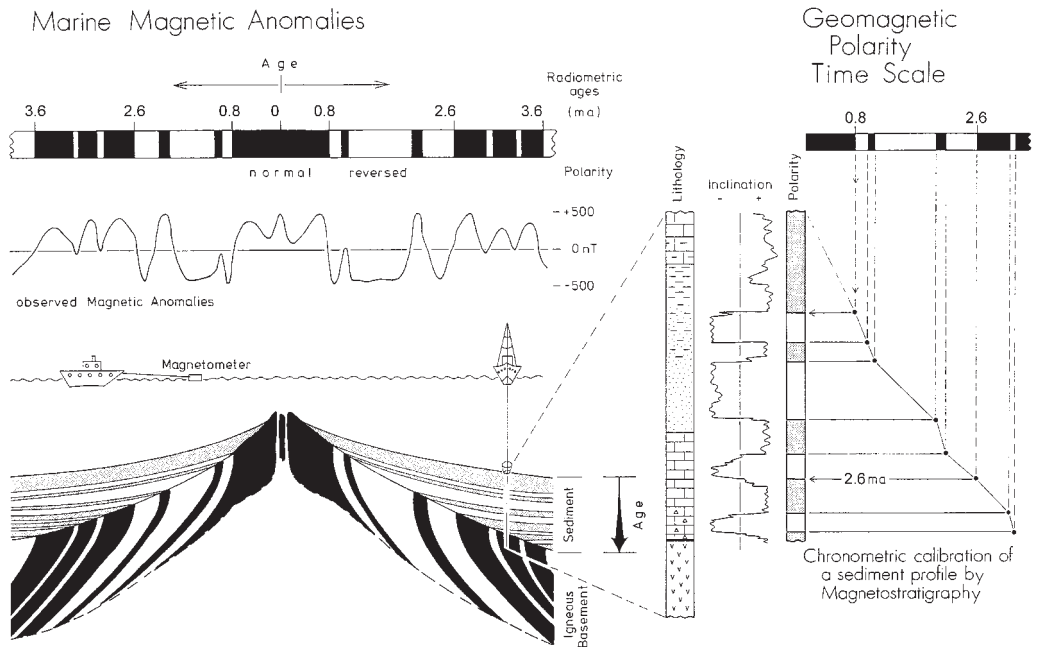 Marine Magnetic Anomalies
Age
Radiometric
ages
(ma)
3.6
2.6
0.8
0
0.8
2.6
3.6
normal reversed
Polarity
+500
0 nT
-500
observed Magnetic Anomalies
Magnetometer
Sediment
Age
Igneous
Basement
Lithology
Inclination
- +
Polarity
Geomagnetic
Polarity
Time Scale
0.8
2.6
2.6 ma
Chronometric calibration of
a sediment profile by
Magnetostratigraphy